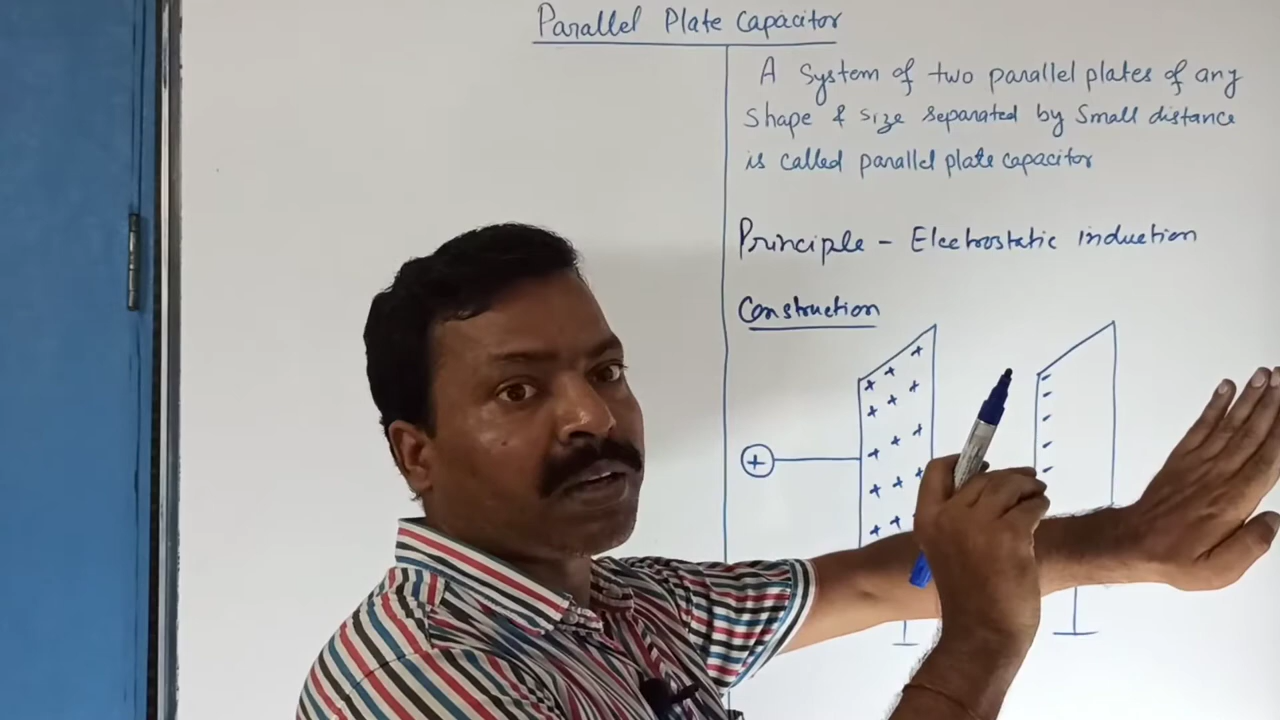 Parallel Plate Capacitor
A System of two parallel plates of any
Shape & size separated by Small distance
is called parallel plate capacitor
Principle - Electrostatic induction
Construction
+
+ + +
+ + +
+ + +
+ + +
+ +
- - - - -